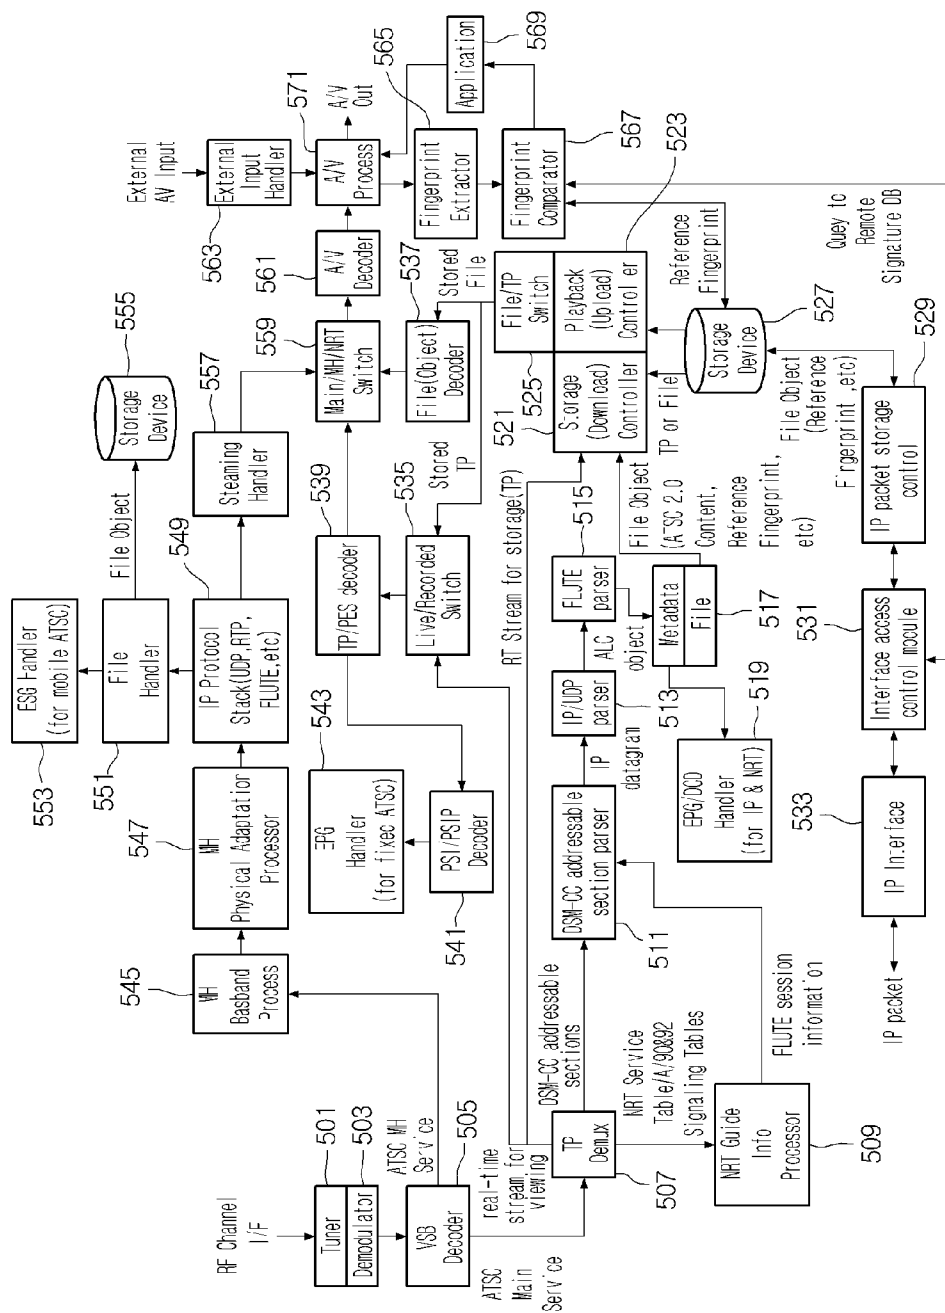 RF Channel
I/F
Tuner
501
Demodulator
503
VSB
Decoder
505
ATSC MH
Service
ATSC
Main
Service
real-time
stream for
viewing
TP
Demux
507
DSM-CC addressable
sections
NRT Service
Table/A/90&92
Signaling Tables
NRT Guide
Info
Processor
509
FLUTE session
information
DSM-CC addressable
section parser
511
IP
datagram
IP/UDP
parser
513
ALC
object
FLUTE
parser
515
Metadata
File
517
EPG/DCD
Handler
(for IP & NRT)
519
RT Stream for storage(TP)
File Object
(ATSC 2.0
Content,
Reference
Fingerprint,
etc)
MH
Basband
Process
545
MH
Physical Adaptation
Processor
547
IP Protocol
Stack(UDP,RTP,
FLUTE,etc)
549
File
Handler
551
ESG Handler
(for mobile ATSC)
553
File Object
Storage
Device
555
Steaming
Handler
557
EPG
Handler
(for fixec ATSC)
543
PSI/PSIP
Decoder
541
TP/PES decoder
539
Live/Recorded
Switch
535
Stored
TP
Main/MH/NRT
Switch
559
File(Object)
Decoder
537
Stored
File
A/V
Decoder
561
External
AV Input
External
Input
Handler
563
A/V
Process
571
A/V
Out
Fingerprint
Extractor
565
Application
569
Fingerprint
Comparator
567
Storage
(Download)
Controller
521
File/TP
Switch
525
Playback
(Upload)
Controller
523
Reference
Fingerprint
TP or File
Storage
Device
527
Quey to
Remote
Signature DB
File Object
(Reference
Fingerprint ,etc)
IP packet storage
control
529
Interface access
control mocule
531
IP In:erface
533
IP packet